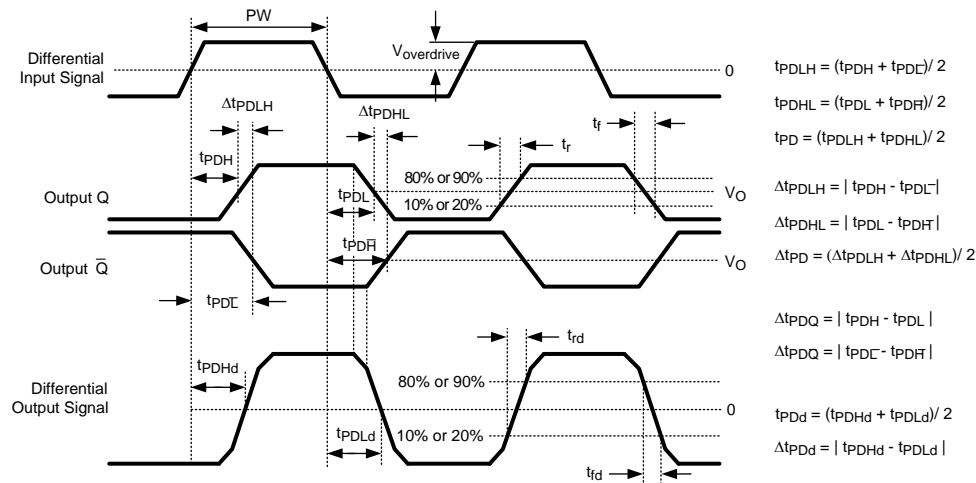 PW
Differential
Input Signal
Voverdrive
0
tPDLH = (tPDH + tPDL̅)/ 2
ΔtPDLH
ΔtPDHL
tf
tPDHL = (tPDL + tPDH̅)/ 2
tPDH
tr
tPD = (tPDLH + tPDHL)/2
80% or 90%
Output Q
tPDL
VO
ΔtPDLH = | tPDH - tPDL̅ |
10% or 20%
ΔtPDHL = | tPDL - tPDH̅ |
Output Q̅
tPDH̅
VO
ΔtPD = (ΔtPDLH + ΔtPDHL)/ 2
tPDL̅
ΔtPDQ = | tPDH - tPDL |
trd
ΔtPDQ = | tPDL̅ - tPDH̅ |
tPDHd
80% or 90%
Differential
Output Signal
0
tPDd = (tPDHd + tPDLd)/ 2
tPDLd
10% or 20%
ΔtPDd = | tPDHd - tPDLd |
tfd